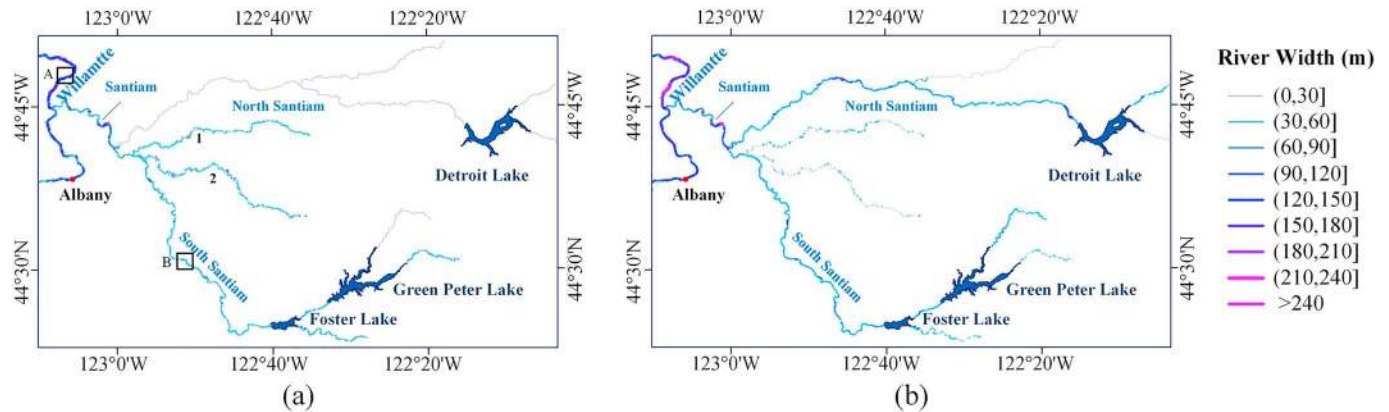 123°0'W 122°40'W 122°20'W
123°0'W 122°40'W 122°20'W
A
Willamtte
Santiam
North Santiam
1
2
Albany
Detroit Lake
B
South Santiam
Green Peter Lake
Foster Lake
44°45'W
44°30'N
44°45'W
44°30'N
123°0'W 122°40'W 122°20'W
(a)
Willamtte
Santiam
North Santiam
Albany
Detroit Lake
South Santiam
Green Peter Lake
Foster Lake
44°45'W
44°30'N
123°0'W 122°40'W 122°20'W
(b)
River Width (m)
(0,30]
(30,60]
(60,90]
(90,120]
(120,150]
(150,180]
(180,210]
(210,240]
>240